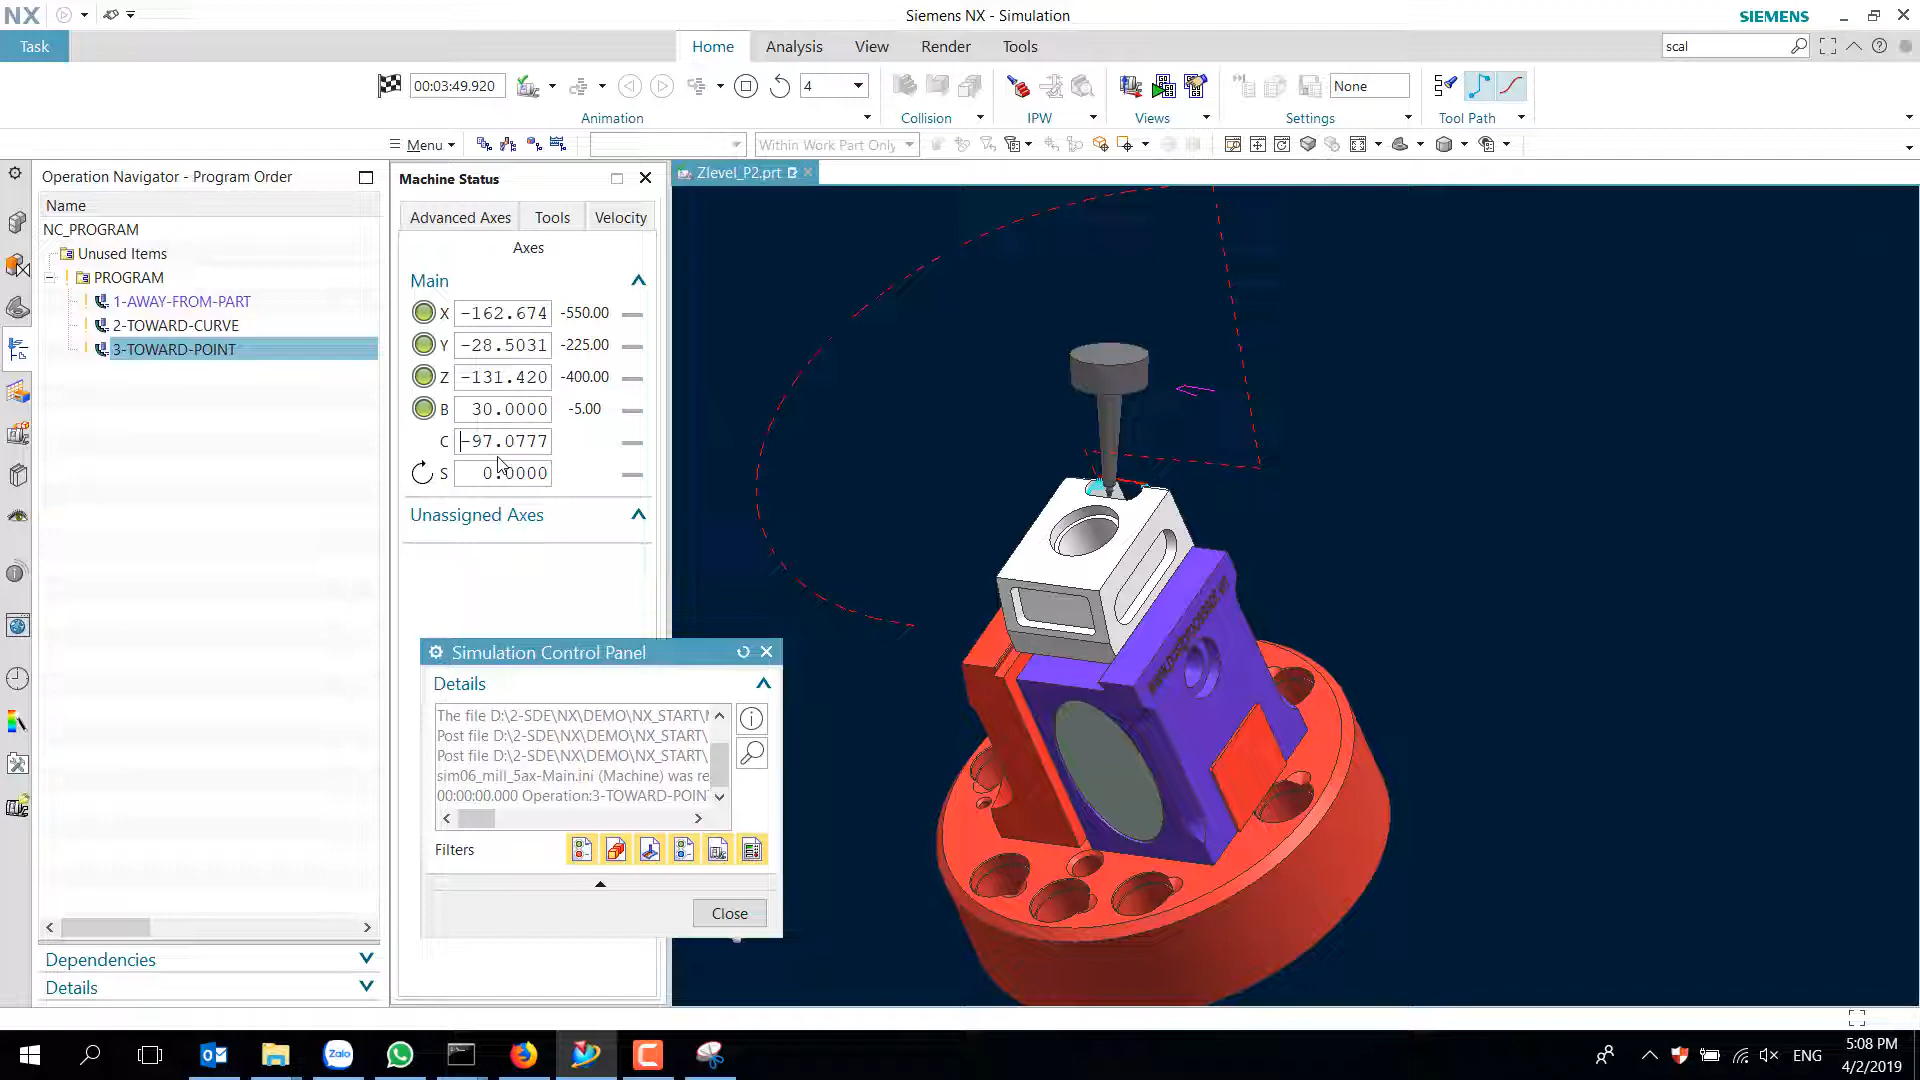 NX
Siemens NX - Simulation
SIEMENS
Task
Home
Analysis
View
Render
Tools
scal
00:03:49.920
4
None
Animation
Collision
IPW
Views
Settings
Tool Path
Menu
Within Work Part Only
Operation Navigator - Program Order
Name
NC_PROGRAM
Unused Items
PROGRAM
1-AWAY-FROM-PART
2-TOWARD-CURVE
3-TOWARD-POINT
Dependencies
Details
Machine Status
Advanced Axes
Tools
Velocity
Axes
Main
X -162.674 -550.00
Y -28.5031 -225.00
Z -131.420 -400.00
B 30.0000 -5.00
C -97.0777
S 0.0000
Unassigned Axes
Zlevel_P2.prt
Simulation Control Panel
Details
The file D:\2-SDE\NX\DEMO\NX_START\
Post file D:\2-SDE\NX\DEMO\NX_START\
Post file D:\2-SDE\NX\DEMO\NX_START\
sim06_mill_5ax-Main.ini (Machine) was re
00:00:00.000 Operation:3-TOWARD-POIN
Filters
Close
Zalo
ENG
5:08 PM
4/2/2019